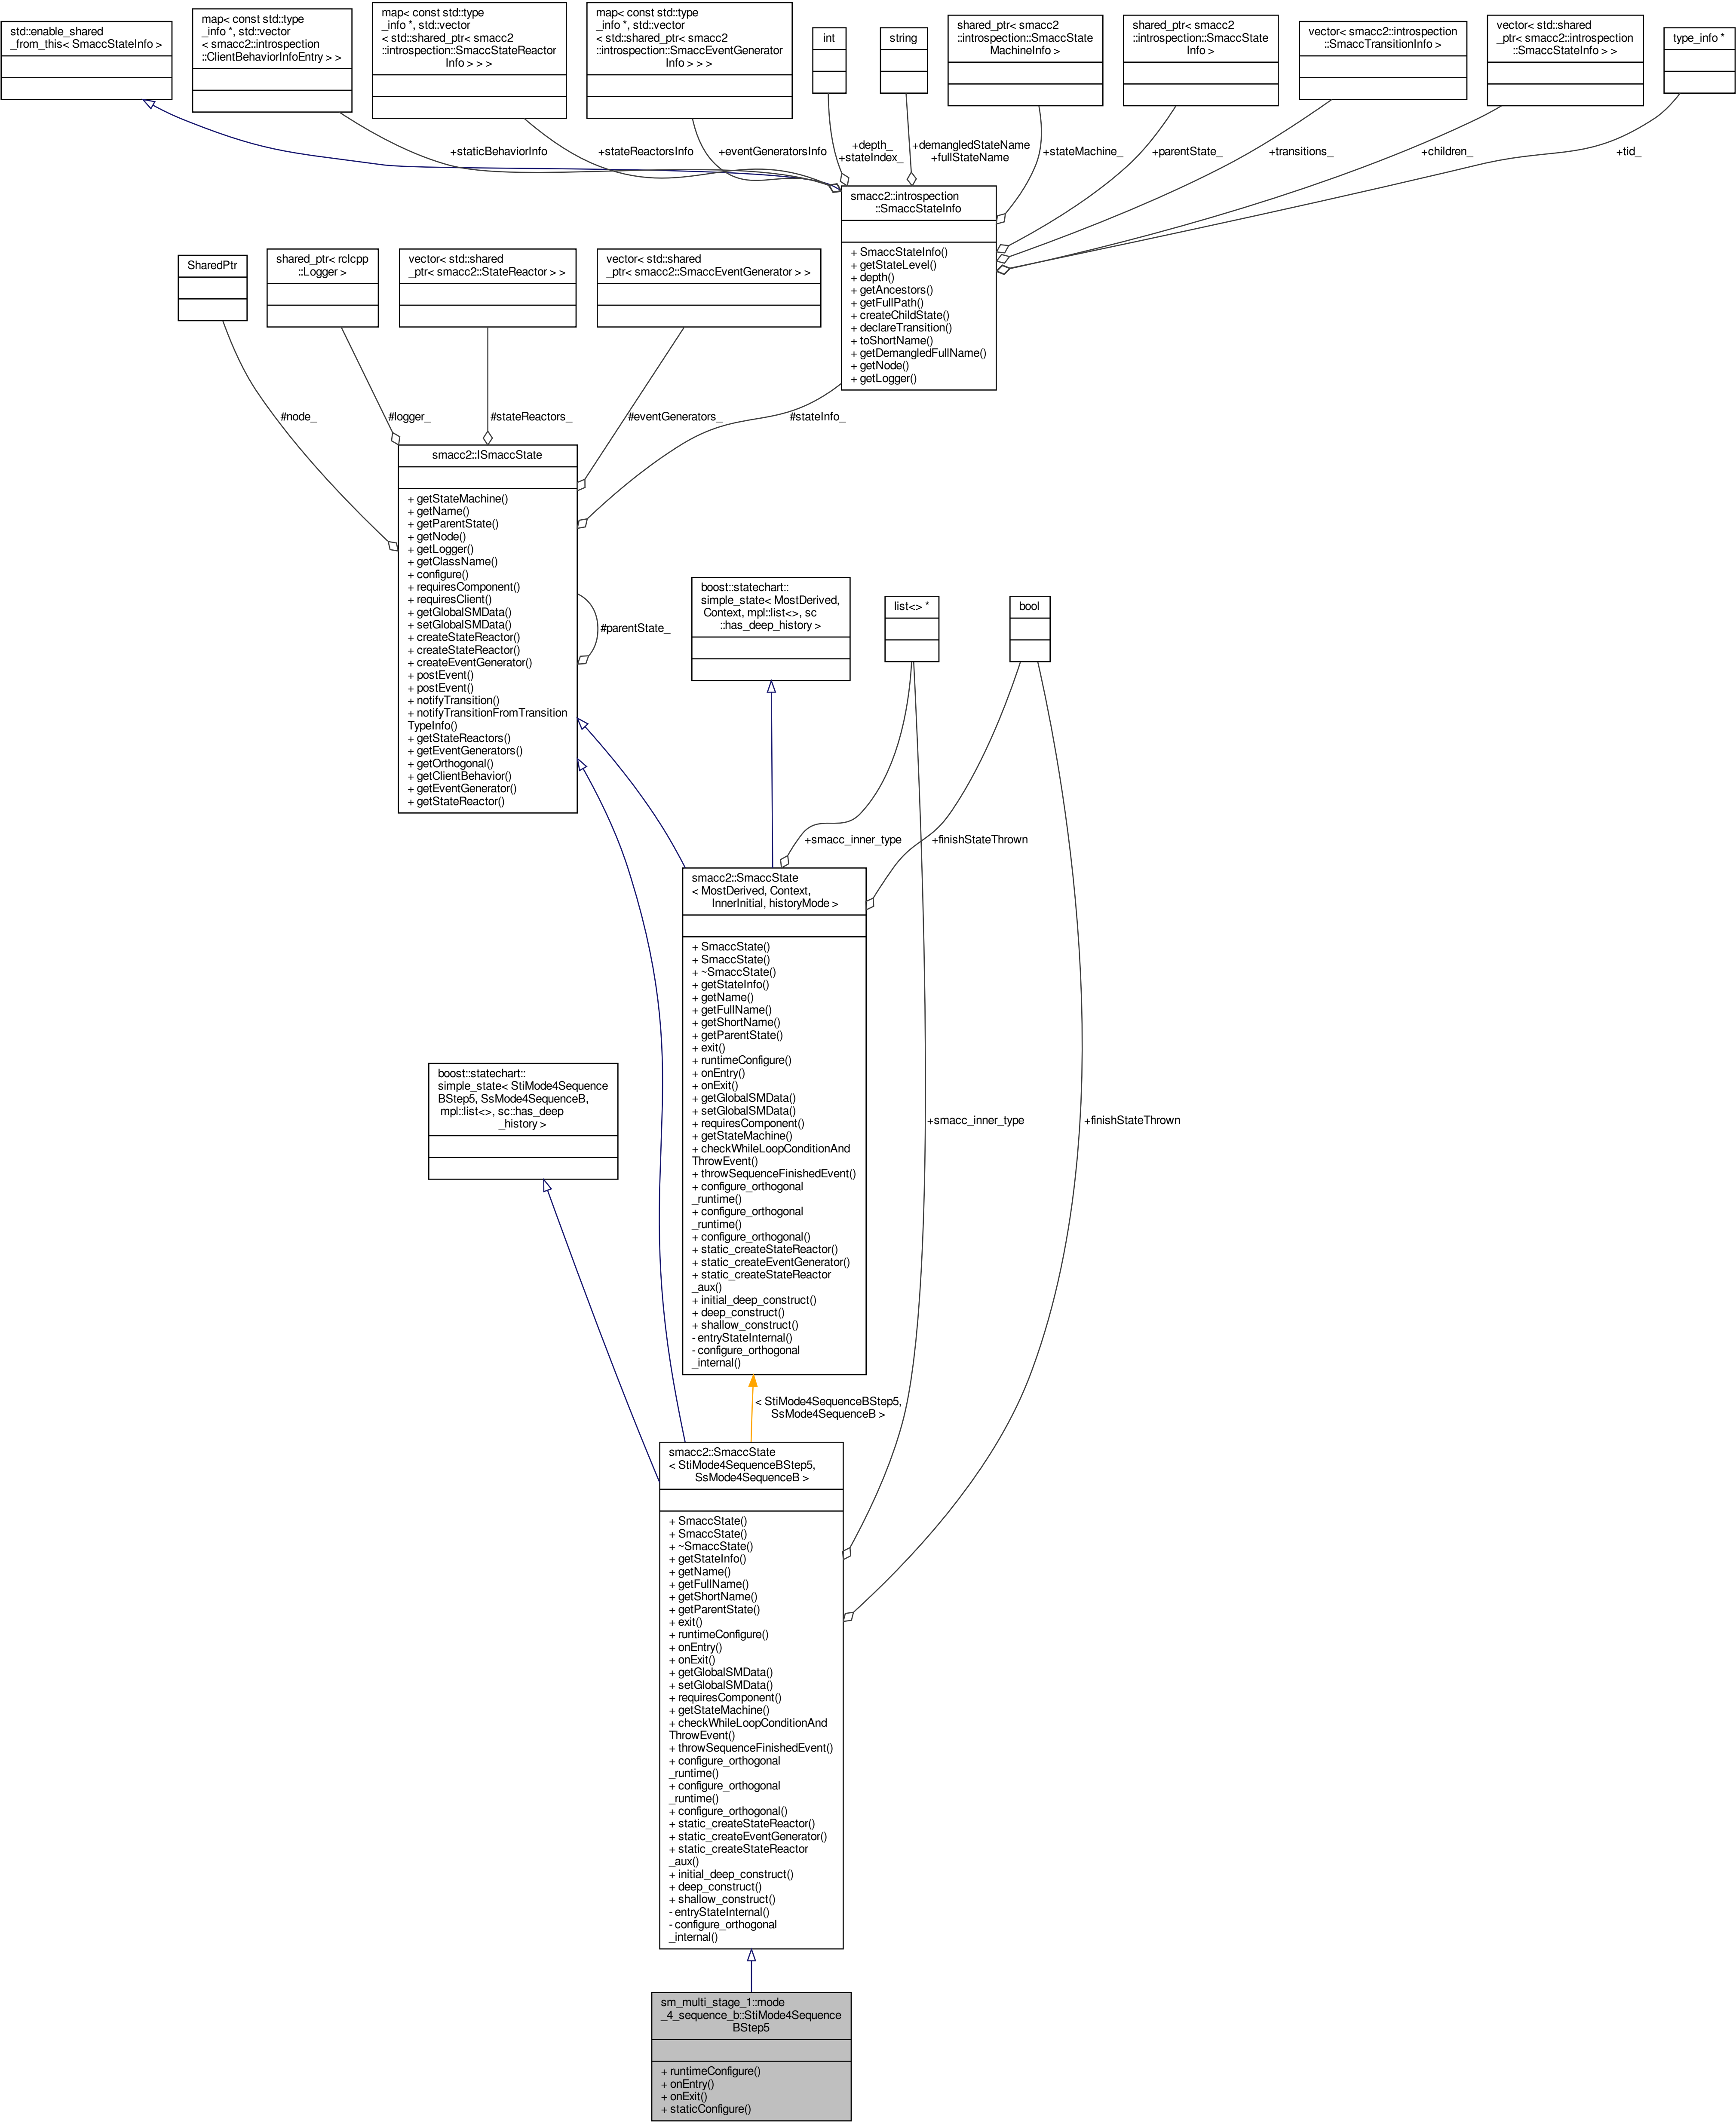 std::enable_shared
_from_this< SmaccStateInfo >
map< const std::type
_info *, std::vector
< smacc2::introspection
::ClientBehaviorInfoEntry > >
map< const std::type
_info *, std::vector
< std::shared_ptr< smacc2
::introspection::SmaccStateReactor
Info > > >
map< const std::type
_info *, std::vector
< std::shared_ptr< smacc2
::introspection::SmaccEventGenerator
Info > > >
int
string
shared_ptr< smacc2
::introspection::SmaccState
MachineInfo >
shared_ptr< smacc2
::introspection::SmaccState
Info >
vector< smacc2::introspection
::SmaccTransitionInfo >
vector< std::shared
_ptr< smacc2::introspection
::SmaccStateInfo > >
type_info *
+staticBehaviorInfo
+stateReactorsInfo
+eventGeneratorsInfo
+depth_
+stateIndex_
+demangledStateName
+fullStateName
+stateMachine_
+parentState_
+transitions_
+children_
+tid_
smacc2::introspection
::SmaccStateInfo
+ SmaccStateInfo()
+ getStateLevel()
+ depth()
+ getAncestors()
+ getFullPath()
+ createChildState()
+ declareTransition()
+ toShortName()
+ getDemangledFullName()
+ getNode()
+ getLogger()
SharedPtr
shared_ptr< rclcpp
::Logger >
vector< std::shared
_ptr< smacc2::StateReactor > >
vector< std::shared
_ptr< smacc2::SmaccEventGenerator > >
#node_
#logger_
#stateReactors_
#eventGenerators_
#stateInfo_
smacc2::ISmaccState
+ getStateMachine()
+ getName()
+ getParentState()
+ getNode()
+ getLogger()
+ getClassName()
+ configure()
+ requiresComponent()
+ requiresClient()
+ getGlobalSMData()
+ setGlobalSMData()
+ createStateReactor()
+ createStateReactor()
+ createEventGenerator()
+ postEvent()
+ postEvent()
+ notifyTransition()
+ notifyTransitionFromTransition
TypeInfo()
+ getStateReactors()
+ getEventGenerators()
+ getOrthogonal()
+ getClientBehavior()
+ getEventGenerator()
+ getStateReactor()
#parentState_
boost::statechart::
simple_state< MostDerived,
Context, mpl::list<>, sc
::has_deep_history >
list<> *
bool
+smacc_inner_type
+finishStateThrown
smacc2::SmaccState
< MostDerived, Context,
InnerInitial, historyMode >
+ SmaccState()
+ SmaccState()
+ ~SmaccState()
+ getStateInfo()
+ getName()
+ getFullName()
+ getShortName()
+ getParentState()
+ exit()
+ runtimeConfigure()
+ onEntry()
+ onExit()
+ getGlobalSMData()
+ setGlobalSMData()
+ requiresComponent()
+ getStateMachine()
+ checkWhileLoopConditionAnd
ThrowEvent()
+ throwSequenceFinishedEvent()
+ configure_orthogonal
_runtime()
+ configure_orthogonal
_runtime()
+ configure_orthogonal()
+ static_createStateReactor()
+ static_createEventGenerator()
+ static_createStateReactor
_aux()
+ initial_deep_construct()
+ deep_construct()
+ shallow_construct()
- entryStateInternal()
- configure_orthogonal
_internal()
boost::statechart::
simple_state< StiMode4Sequence
BStep5, SsMode4SequenceB,
mpl::list<>, sc::has_deep
_history >
+smacc_inner_type
+finishStateThrown
< StiMode4SequenceBStep5,
SsMode4SequenceB >
smacc2::SmaccState
< StiMode4SequenceBStep5,
SsMode4SequenceB >
+ SmaccState()
+ SmaccState()
+ ~SmaccState()
+ getStateInfo()
+ getName()
+ getFullName()
+ getShortName()
+ getParentState()
+ exit()
+ runtimeConfigure()
+ onEntry()
+ onExit()
+ getGlobalSMData()
+ setGlobalSMData()
+ requiresComponent()
+ getStateMachine()
+ checkWhileLoopConditionAnd
ThrowEvent()
+ throwSequenceFinishedEvent()
+ configure_orthogonal
_runtime()
+ configure_orthogonal
_runtime()
+ configure_orthogonal()
+ static_createStateReactor()
+ static_createEventGenerator()
+ static_createStateReactor
_aux()
+ initial_deep_construct()
+ deep_construct()
+ shallow_construct()
- entryStateInternal()
- configure_orthogonal
_internal()
sm_multi_stage_1::mode
_4_sequence_b::StiMode4Sequence
BStep5
+ runtimeConfigure()
+ onEntry()
+ onExit()
+ staticConfigure()